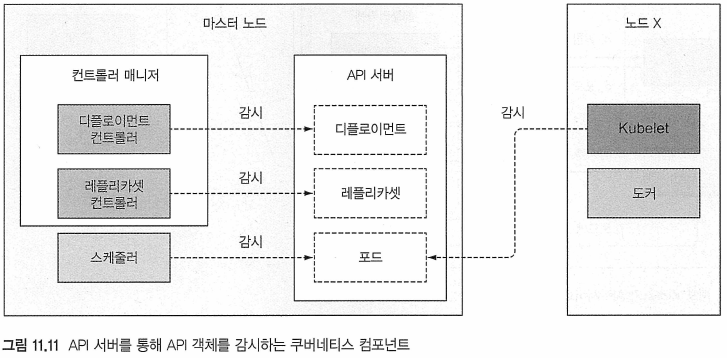 마스터 노드
노드 X
컨트롤러 매니저
API 서버
디플로이먼트
컨트롤러
감시
디플로이먼트
감시
Kubelet
레플리카셋
컨트롤러
감시
레플리카셋
도커
스케줄러
감시
포드
그림 11.11 API 서버를 통해 API 객체를 감시하는 쿠버네티스 컴포넌트